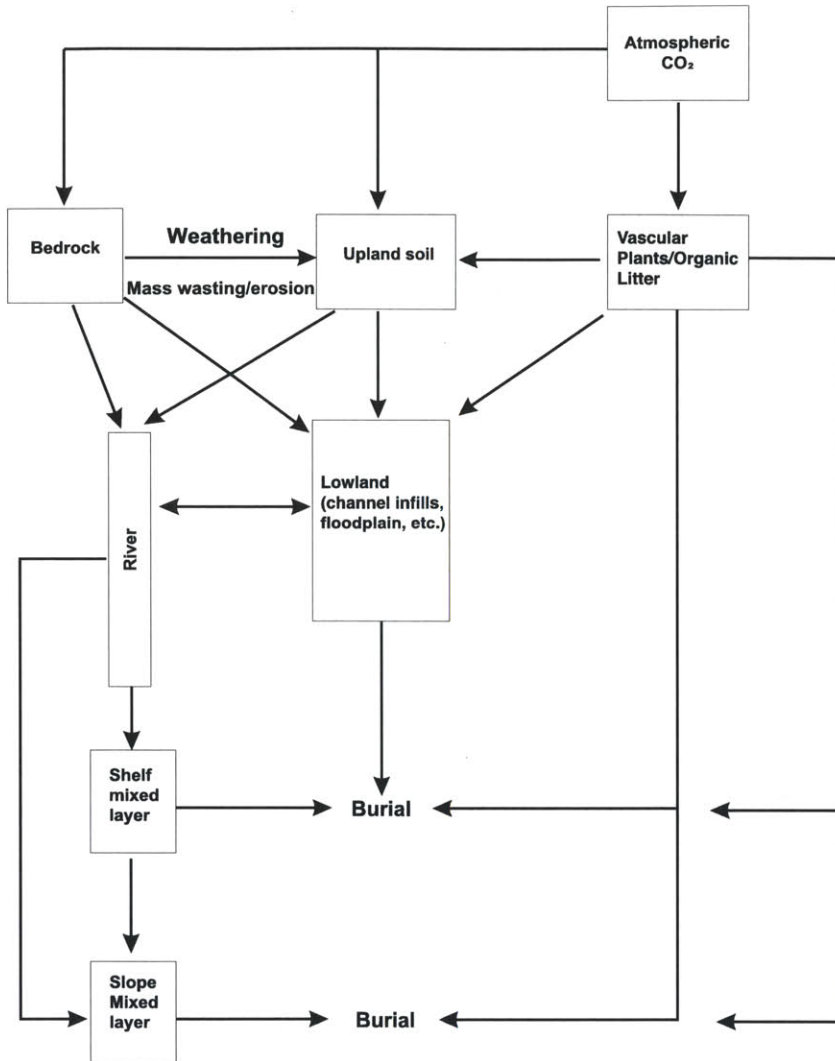 Atmospheric
CO₂
Bedrock
Weathering
Upland soil
Vascular
Plants/Organic
Litter
Mass wasting/erosion
Lowland
(channel infills,
floodplain, etc.)
River
Shelf
mixed
layer
Burial
Slope
Mixed
layer
Burial